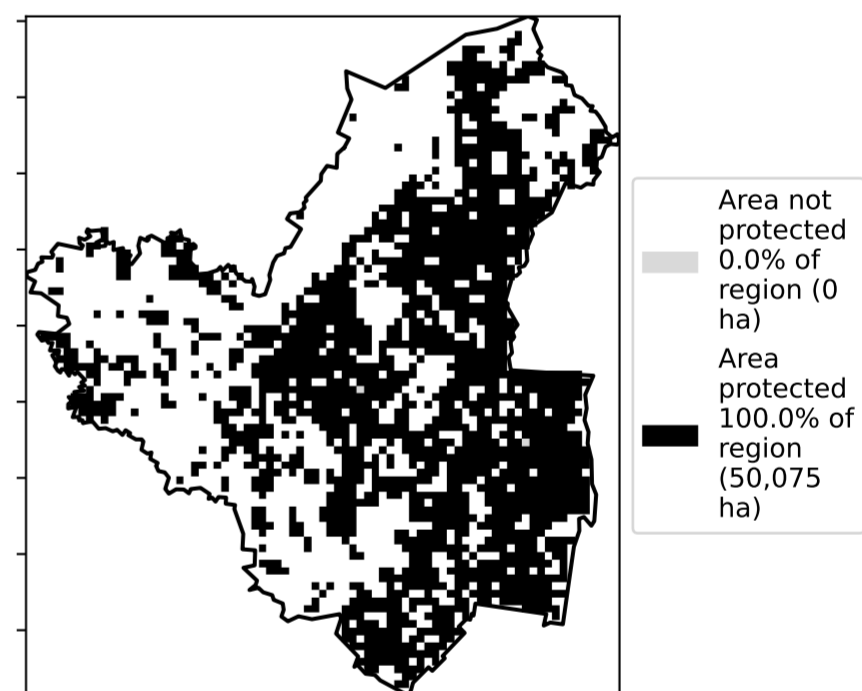 Area not
protected
0.0% of
region (0
ha)
Area
protected
100.0% of
region
(50,075
ha)